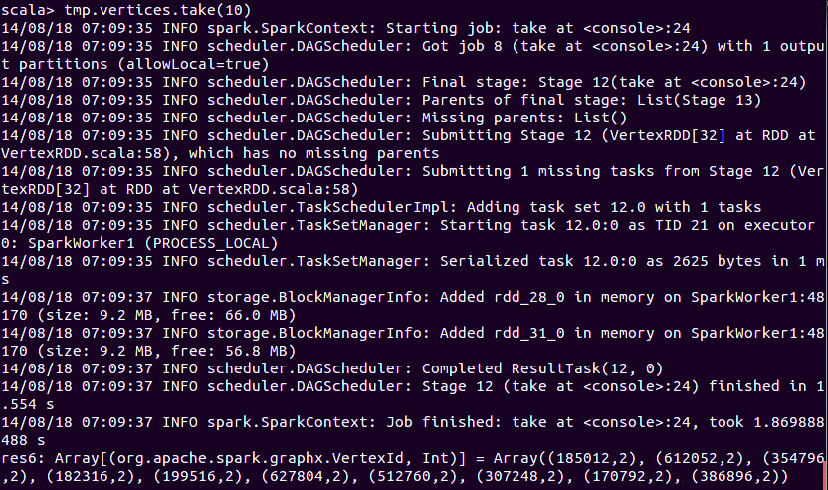 scala> tmp.vertices.take(10)
14/08/18 07:09:35 INFO spark.SparkContext: Starting job: take at <console>:24
14/08/18 07:09:35 INFO scheduler.DAGScheduler: Got job 8 (take at <console>:24) with 1 outpu
t partitions (allowLocal=true)
14/08/18 07:09:35 INFO scheduler.DAGScheduler: Final stage: Stage 12(take at <console>:24)
14/08/18 07:09:35 INFO scheduler.DAGScheduler: Parents of final stage: List(Stage 13)
14/08/18 07:09:35 INFO scheduler.DAGScheduler: Missing parents: List()
14/08/18 07:09:35 INFO scheduler.DAGScheduler: Submitting Stage 12 (VertexRDD[32] at RDD at
VertexRDD.scala:58), which has no missing parents
14/08/18 07:09:35 INFO scheduler.DAGScheduler: Submitting 1 missing tasks from Stage 12 (Ver
texRDD[32] at RDD at VertexRDD.scala:58)
14/08/18 07:09:35 INFO scheduler.TaskSchedulerImpl: Adding task set 12.0 with 1 tasks
14/08/18 07:09:35 INFO scheduler.TaskSetManager: Starting task 12.0:0 as TID 21 on executor
0: SparkWorker1 (PROCESS_LOCAL)
14/08/18 07:09:35 INFO scheduler.TaskSetManager: Serialized task 12.0:0 as 2625 bytes in 1 m
s
14/08/18 07:09:37 INFO storage.BlockManagerInfo: Added rdd_28_0 in memory on SparkWorker1:48
170 (size: 9.2 MB, free: 66.0 MB)
14/08/18 07:09:37 INFO storage.BlockManagerInfo: Added rdd_31_0 in memory on SparkWorker1:48
170 (size: 9.2 MB, free: 56.8 MB)
14/08/18 07:09:37 INFO scheduler.DAGScheduler: Completed ResultTask(12, 0)
14/08/18 07:09:37 INFO scheduler.DAGScheduler: Stage 12 (take at <console>:24) finished in 1
.554 s
14/08/18 07:09:37 INFO spark.SparkContext: Job finished: take at <console>:24, took 1.869888
488 s
res6: Array[(org.apache.spark.graphx.VertexId, Int)] = Array((185012,2), (612052,2), (354796
,2), (182316,2), (199516,2), (627804,2), (512760,2), (307248,2), (170792,2), (386896,2))